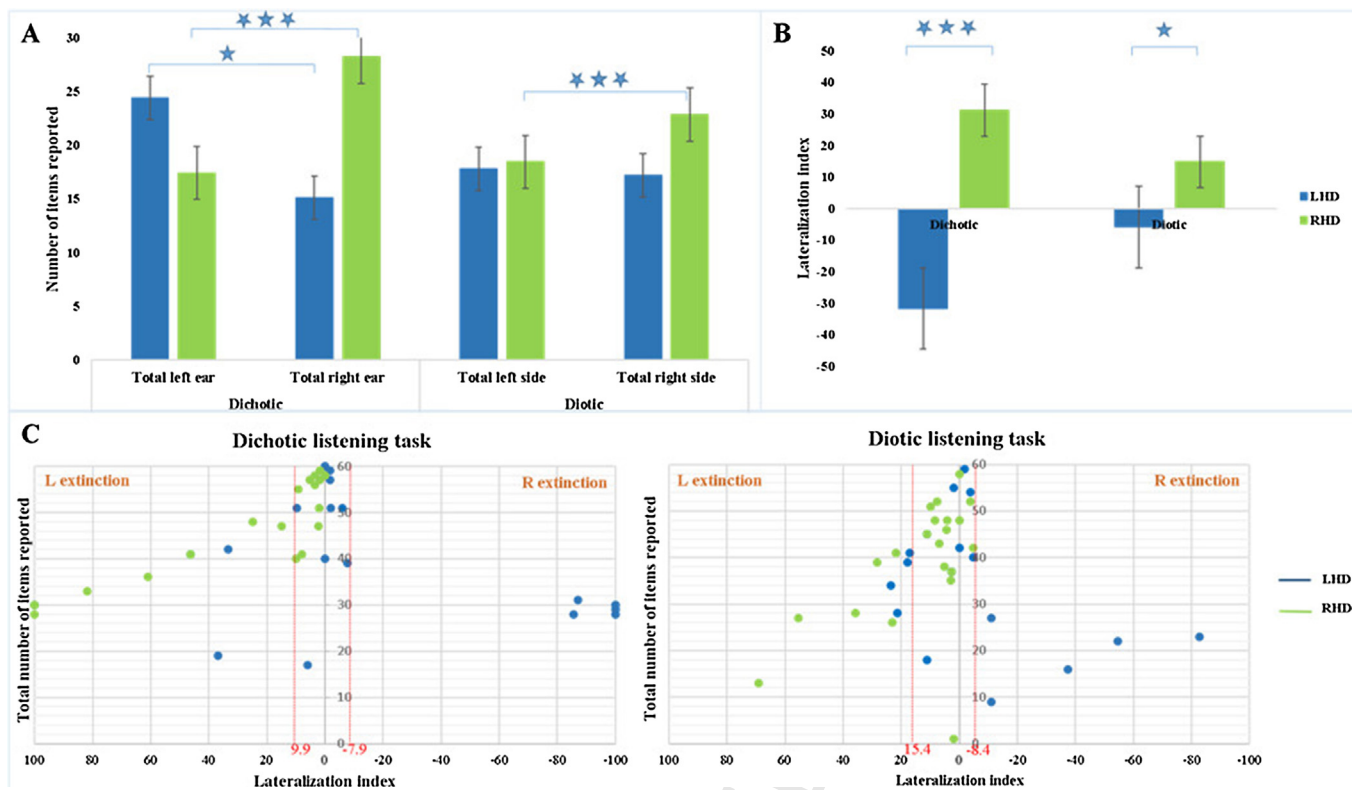 A
30
25
20
15
10
5
0
Number of items reported
Total left ear
Total right ear
Total left side
Total right side
Dichotic
Diotic
B
50
40
30
20
10
0
-10
-20
-30
-40
-50
Lateralization index
Dichotic
Diotic
LHD
RHD
C
Dichotic listening task
L extinction
R extinction
60
50
40
30
20
10
0
Total number of items reported
9.9
-7.9
100 80 60 40 20 0 -20 -40 -60 -80 -100
Lateralization index
Diotic listening task
L extinction
R extinction
60
50
40
30
20
10
0
Total number of items reported
15.4
-8.4
100 80 60 40 20 0 -20 -40 -60 -80 -100
Lateralization index
LHD
RHD